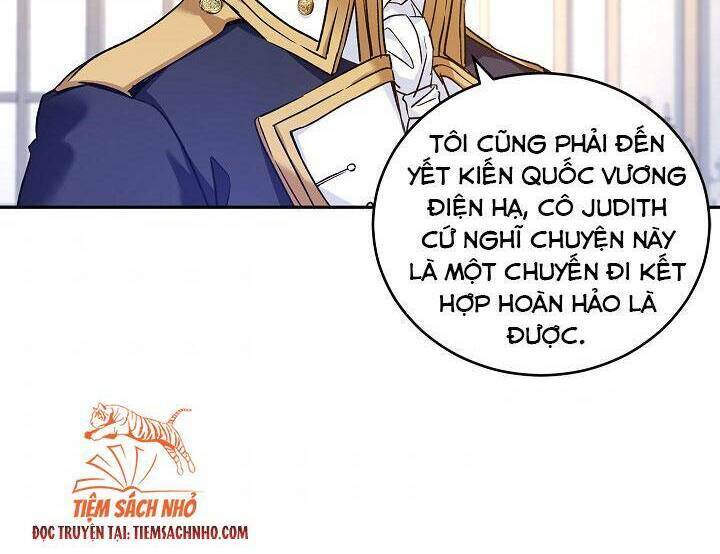 TÔI CŨNG PHẢI ĐẾN
YẾT KIẾN QUỐC VƯƠNG
ĐIỆN HẠ, CÔ JUDITH
CỨ NGHĨ CHUYỆN NÀY
LÀ MỘT CHUYẾN ĐI KẾT
HỢP HOÀN HẢO LÀ
ĐƯỢC.
TIỆM SÁCH NHỎ
ĐỌC TRUYỆN TẠI: TIEMSACHNHO.COM